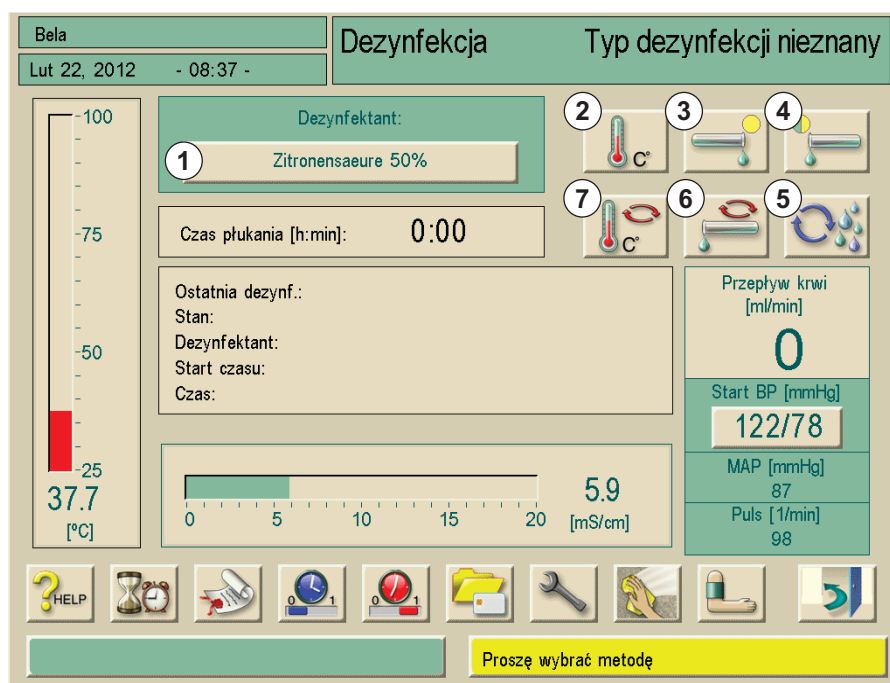 Bela
Dezynfekcja Typ dezynfekcji nieznany
Lut 22, 2012 - 08:37 -
100
75
50
25
37.7
[ºC]
Dezynfektant:
1
Zitronensaeure 50%
2
C°
3
4
7
C°
6
5
Czas płukania [h:min]: 0:00
Ostatnia dezynf.:
Stan:
Dezynfektant:
Start czasu:
Czas:
Przepływ krwi
[ml/min]
0
Start BP [mmHg]
122/78
MAP [mmHg]
87
Puls [1/min]
98
0 5 10 15 20
5.9
[mS/cm]
?HELP
0 1
0 1
Proszę wybrać metodę